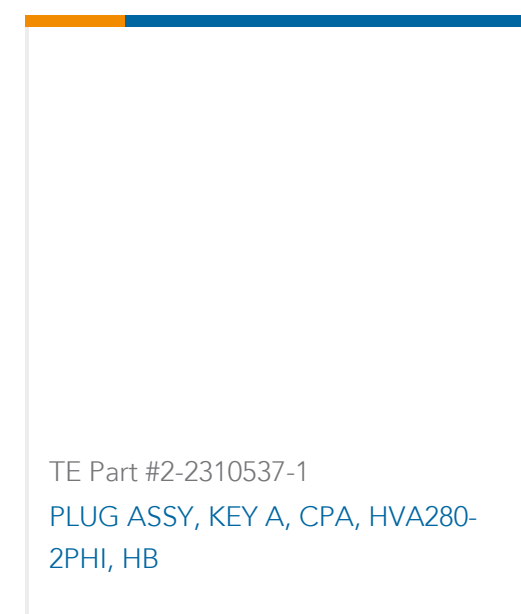 TE Part #2-2310537-1
PLUG ASSY, KEY A, CPA, HVA280-
2PHI, HB